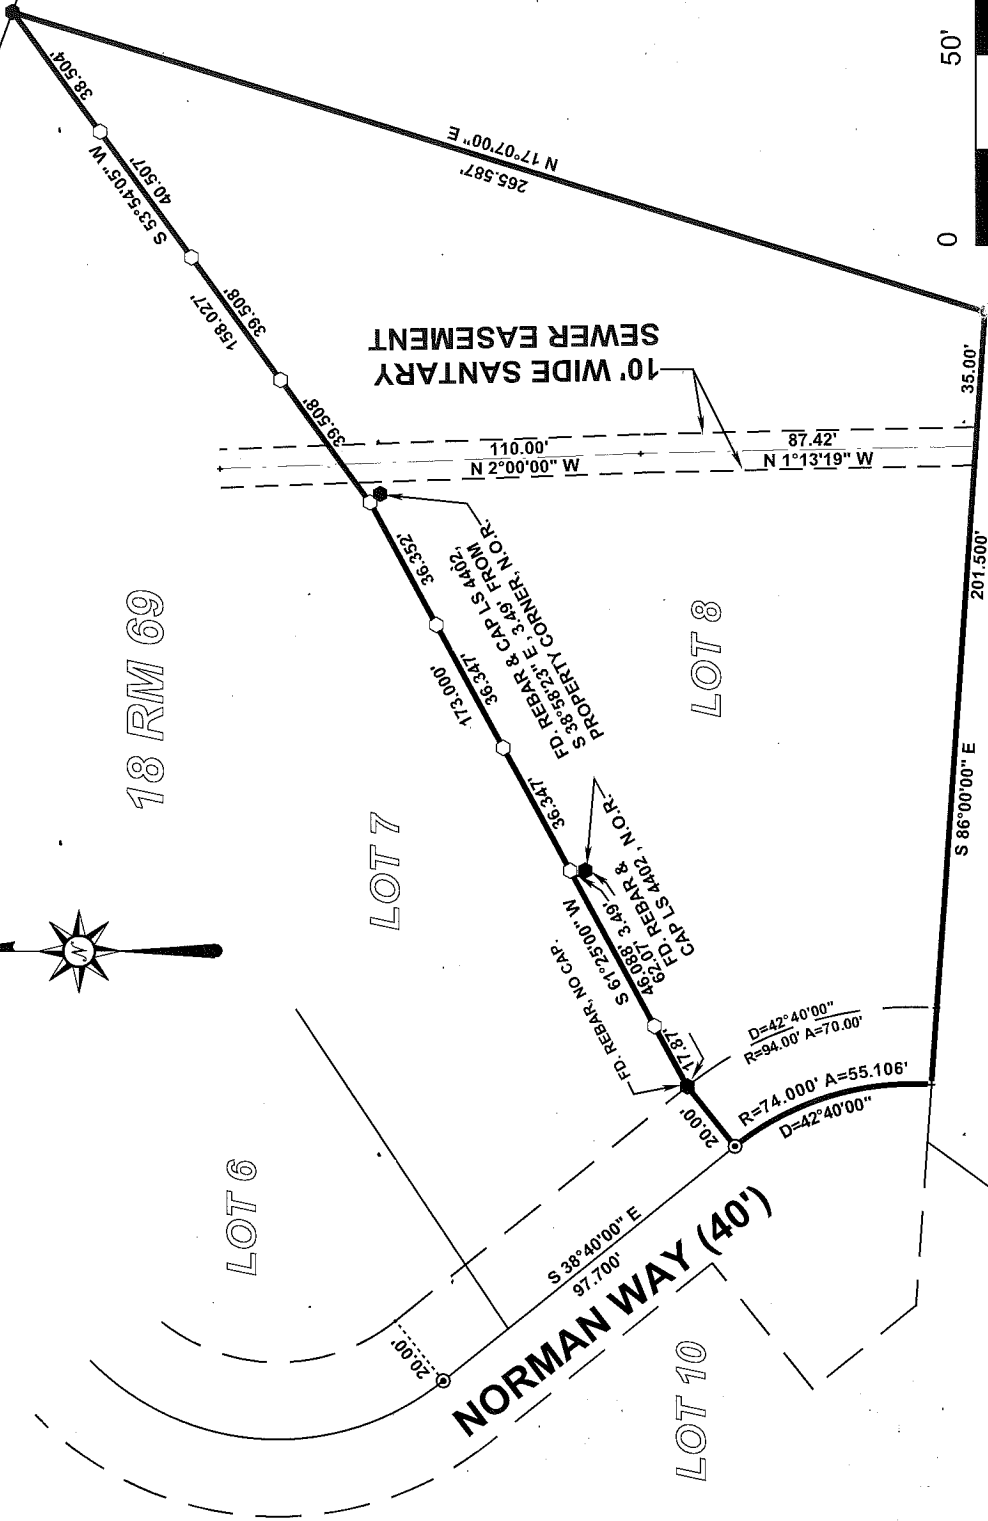 38.504'
S 53°54'05" W
40.507'
158.027'
39.508'
39.508'
N 17°07'00" E
265.587'
50'
0
10' WIDE SANTARY
SEWER EASEMENT
110.00'
N 2°00'00" W
87.42'
N 1°13'19" W
35.00'
201.500'
S 86°00'00" E
18 RM 69
36.352'
173.000'
36.347'
36.347'
FD. REBAR & CAP LS 4402,
S 38°58'23" E, 3.49' FROM
PROPERTY CORNER, N.O.R.
LOT 8
LOT 7
N
S 61°25'00" W
46.088'
3.49'
62.07'
FD. REBAR &
CAP LS 4402, N.O.R.
FD. REBAR, NO CAP.
17.87'
20.00'
D=42°40'00"
R=94.00' A=70.00'
R=74.000' A=55.106'
D=42°40'00"
LOT 6
S 38°40'00" E
97.700'
20.00'
NORMAN WAY (40')
LOT 10